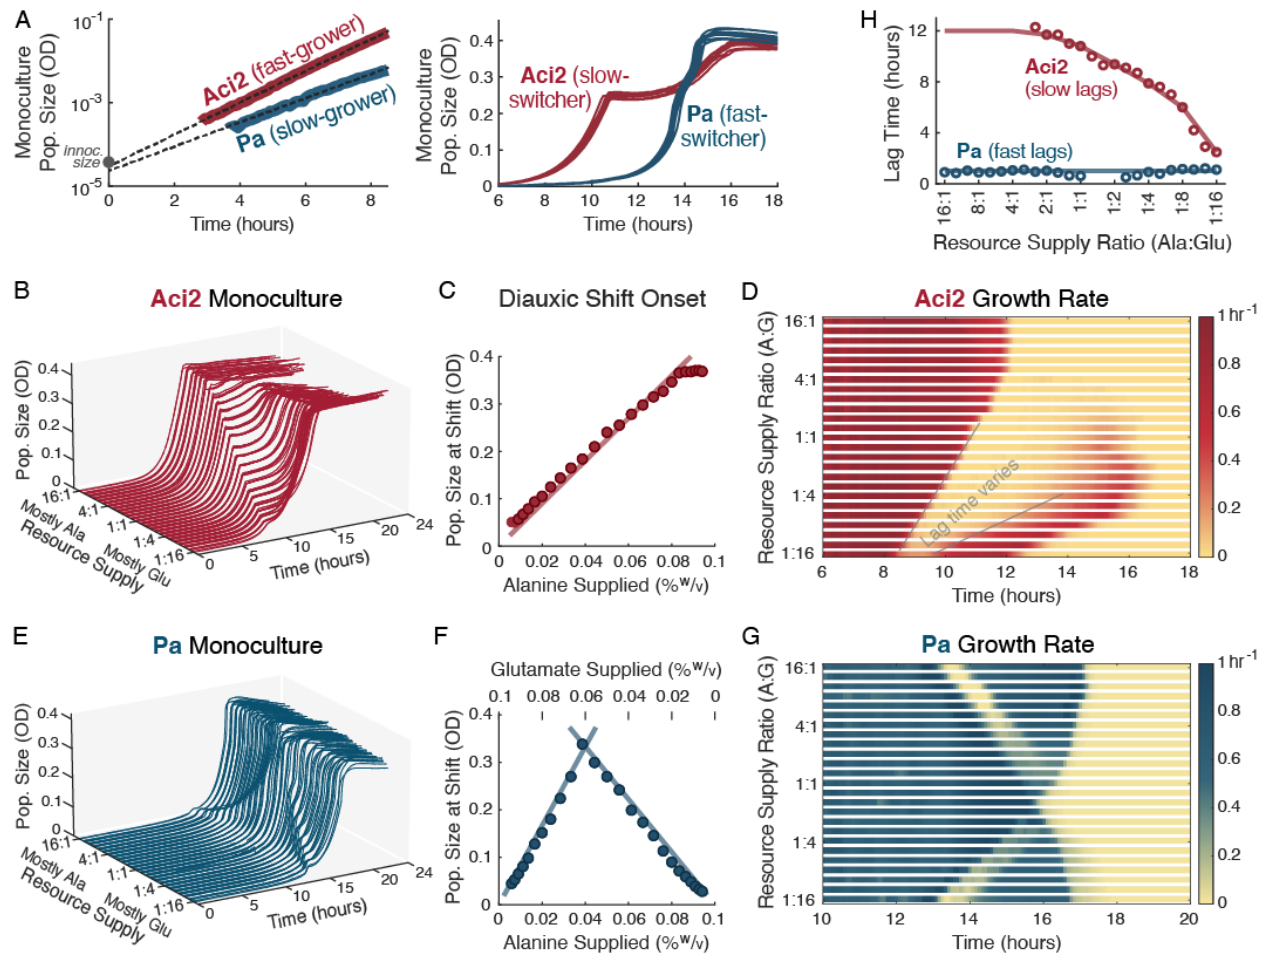 A
Monoculture
Pop. Size (OD)
10-1
10-3
10-5
innoc.
size
Aci2 (fast-grower)
Pa (slow-grower)
0 2 4 6 8
Time (hours)
Monoculture
Pop. Size (OD)
0.4
0.3
0.2
0.1
0
Aci2 (slow-
switcher)
Pa (fast-
switcher)
6 8 10 12 14 16 18
Time (hours)
H
Lag Time (hours)
12
8
4
0
Aci2
(slow lags)
Pa (fast lags)
16:1 8:1 4:1 2:1 1:1 1:2 1:4 1:8 1:16
Resource Supply Ratio (Ala:Glu)
B
Aci2 Monoculture
Pop. Size (OD)
0.4
0.3
0.2
0.1
0
16:1
4:1
1:1
1:4
1:16
Mostly Ala Mostly Glu
Resource Supply
0 5 10 15 20 24
Time (hours)
C
Diauxic Shift Onset
Pop. Size at Shift (OD)
0.4
0.3
0.2
0.1
0
0 0.02 0.04 0.06 0.08 0.1
Alanine Supplied (%w/v)
D
Aci2 Growth Rate
Resource Supply Ratio (A:G)
16:1
4:1
1:1
1:4
1:16
Lag time varies
6 8 10 12 14 16 18
Time (hours)
1 hr-1
0.8
0.6
0.4
0.2
0
E
Pa Monoculture
Pop. Size (OD)
0.4
0.3
0.2
0.1
0
16:1
4:1
1:1
1:4
1:16
Mostly Ala Mostly Glu
Resource Supply
0 5 10 15 20 24
Time (hours)
F
Glutamate Supplied (%w/v)
0.1 0.08 0.06 0.04 0.02 0
Pop. Size at Shift (OD)
0.4
0.3
0.2
0.1
0
0 0.02 0.04 0.06 0.08 0.1
Alanine Supplied (%w/v)
G
Pa Growth Rate
Resource Supply Ratio (A:G)
16:1
4:1
1:1
1:4
1:16
10 12 14 16 18 20
Time (hours)
1 hr-1
0.8
0.6
0.4
0.2
0